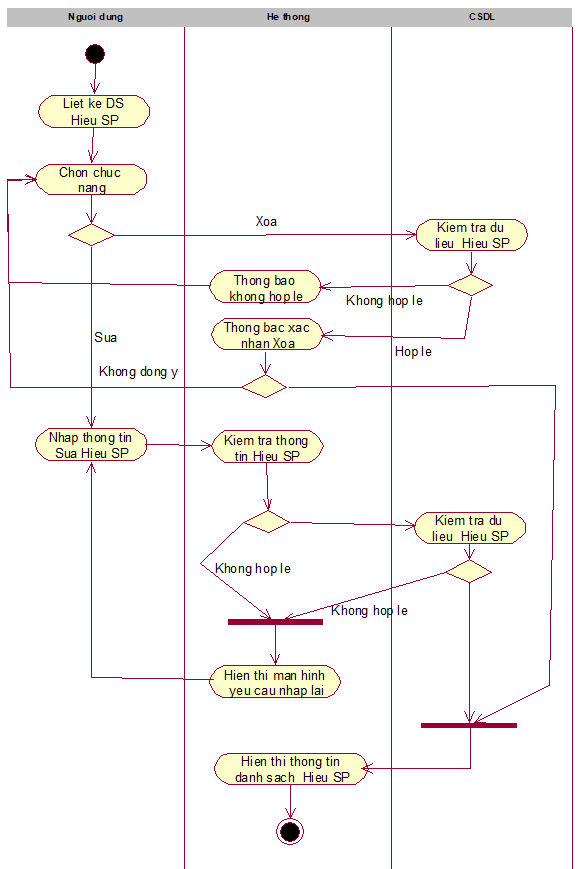 Nguoi dung
He thong
CSDL
Liet ke DS
Hieu SP
Chon chuc
nang
Xoa
Kiem tra du
lieu Hieu SP
Thong bao
khong hop le
Khong hop le
Thong bac xac
nhan Xoa
Hop le
Sua
Khong dong y
Nhap thong tin
Sua Hieu SP
Kiem tra thong
tin Hieu SP
Kiem tra du
lieu Hieu SP
Khong hop le
Khong hop le
Hien thi man hinh
yeu cau nhap lai
Hien thi thong tin
danh sach Hieu SP